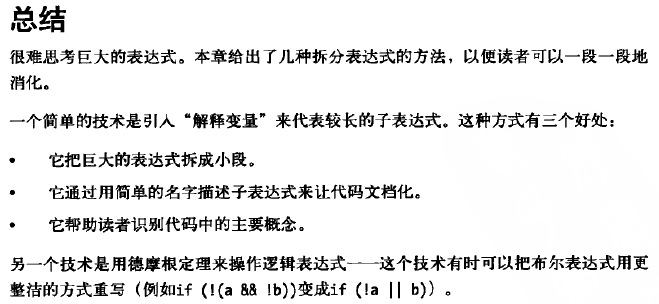 总结
很难思考巨大的表达式。本章给出了几种拆分表达式的方法，以便读者可以一段一段地
消化。
一个简单的技术是引入“解释变量”来代表较长的子表达式。这种方式有三个好处：
• 它把巨大的表达式拆成小段。
• 它通过用简单的名字描述子表达式来让代码文档化。
• 它帮助读者识别代码中的主要概念。
另一个技术是用德摩根定理来操作逻辑表达式——这个技术有时可以把布尔表达式用更
整洁的方式重写（例如if (!(a && !b))变成if (!a || b)）。